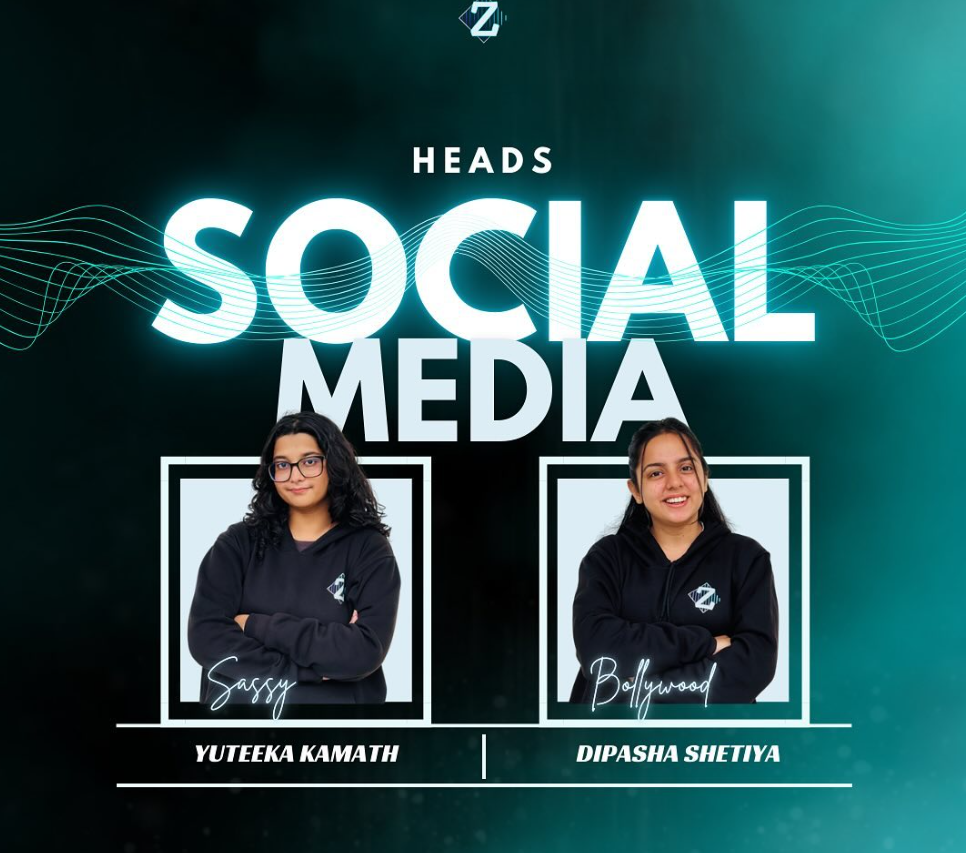 Z
HEADS
SOCIAL
MEDIA
Z
Z
Sassy
Bollywood
YUTEEKA KAMATH
DIPASHA SHETIYA